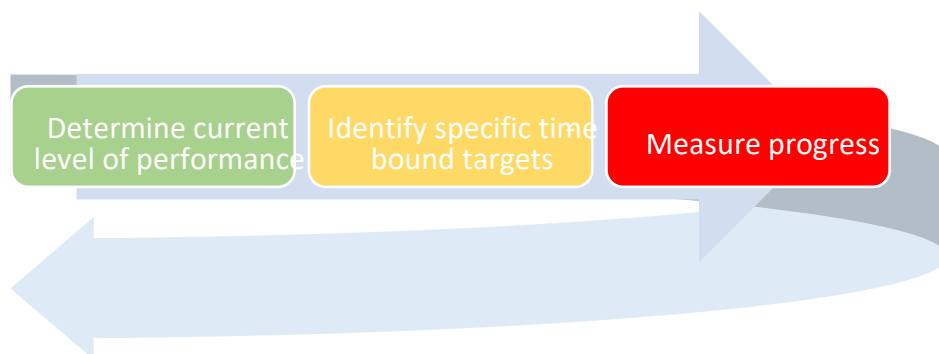 Determine current
level of performance
Identify specific time
bound targets
Measure progress